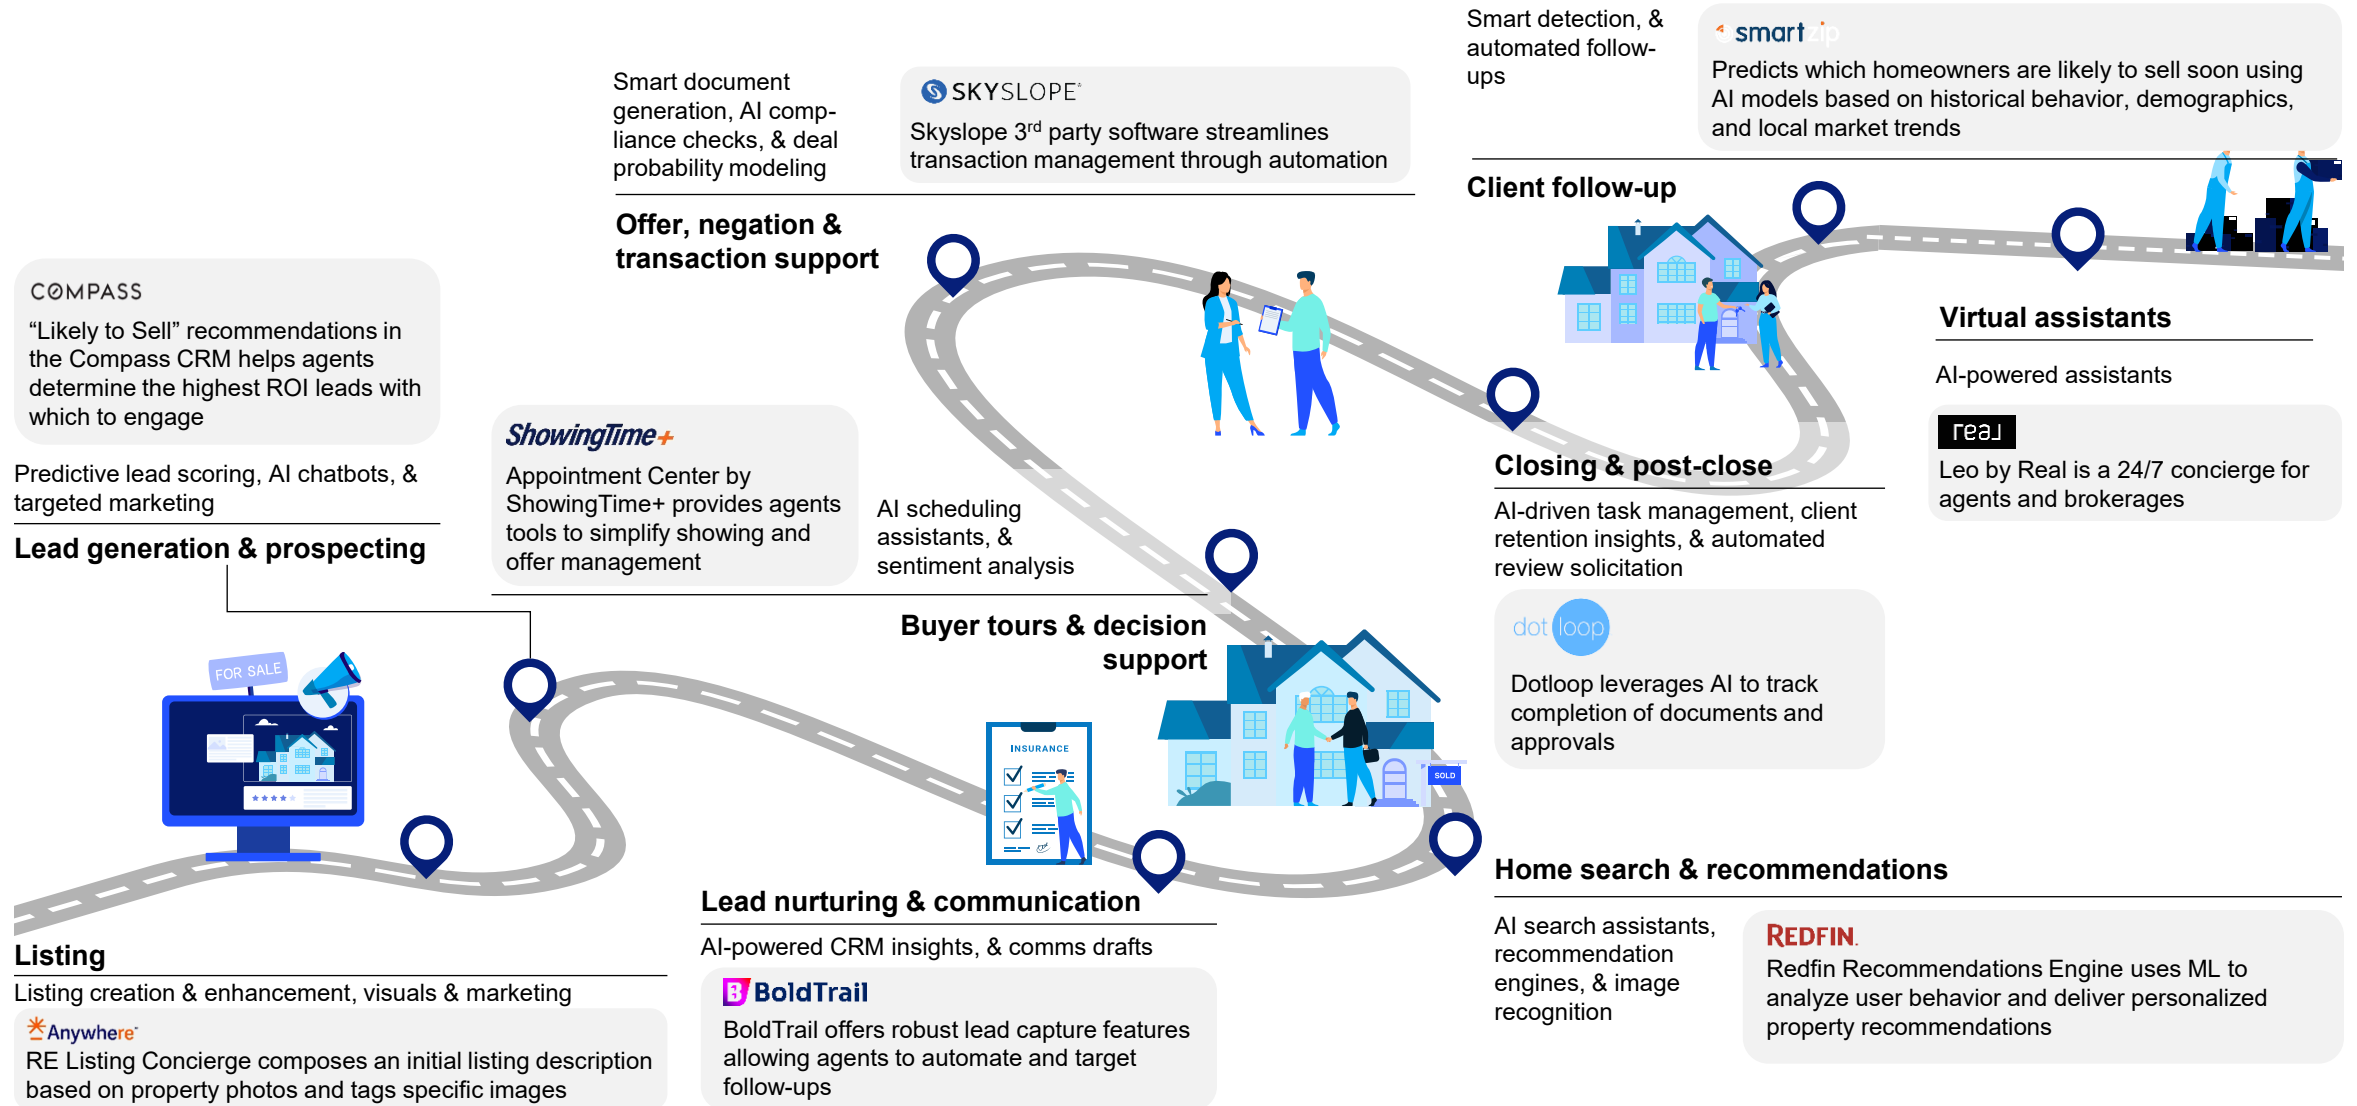 Smart detection, &
automated follow-
ups
smartzip
Predicts which homeowners are likely to sell soon using
AI models based on historical behavior, demographics,
and local market trends
Client follow-up
Smart document
generation, AI comp-
liance checks, & deal
probability modeling
SKYSLOPE
Skyslope 3rd party software streamlines
transaction management through automation
Offer, negation &
transaction support
COMPASS
“Likely to Sell” recommendations in
the Compass CRM helps agents
determine the highest ROI leads with
which to engage
Predictive lead scoring, AI chatbots, &
targeted marketing
Lead generation & prospecting
ShowingTime+
Appointment Center by
ShowingTime+ provides agents
tools to simplify showing and
offer management
AI scheduling
assistants, &
sentiment analysis
Buyer tours & decision
support
Virtual assistants
AI-powered assistants
real
Leo by Real is a 24/7 concierge for
agents and brokerages
Closing & post-close
AI-driven task management, client
retention insights, & automated
review solicitation
dotloop
Dotloop leverages AI to track
completion of documents and
approvals
FOR SALE
INSURANCE
SOLD
Home search & recommendations
AI search assistants,
recommendation
engines, & image
recognition
REDFIN.
Redfin Recommendations Engine uses ML to
analyze user behavior and deliver personalized
property recommendations
Lead nurturing & communication
AI-powered CRM insights, & comms drafts
B BoldTrail
BoldTrail offers robust lead capture features
allowing agents to automate and target
follow-ups
Listing
Listing creation & enhancement, visuals & marketing
Anywhere
RE Listing Concierge composes an initial listing description
based on property photos and tags specific images